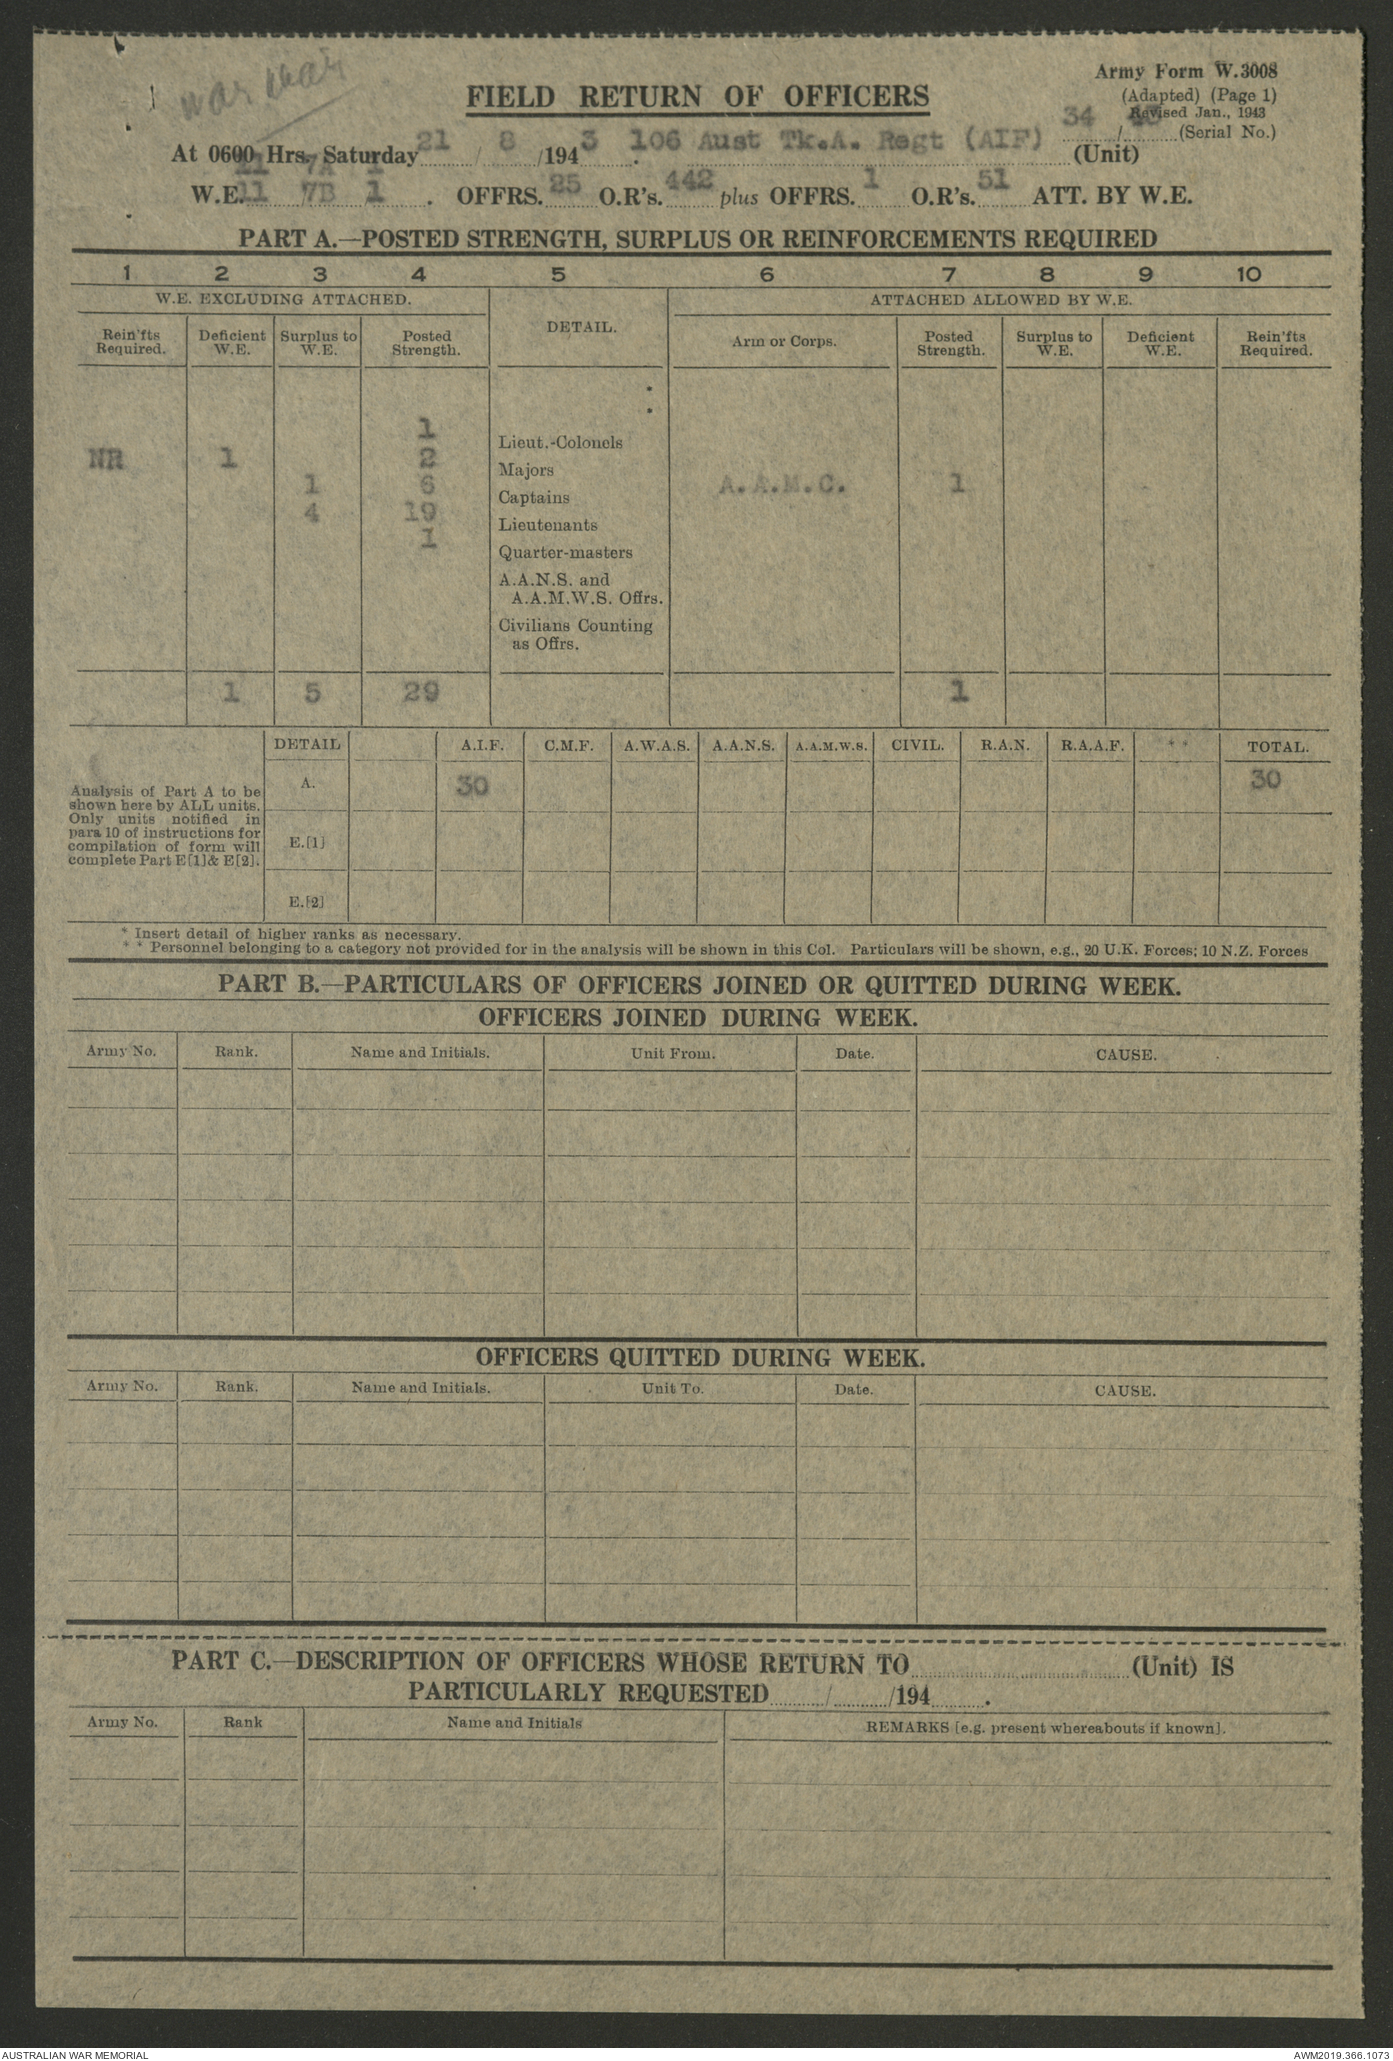 war diary
Army Form W.3008
(Adapted) (Page 1)
Revised Jan., 1943
34 / 43 (Serial No.)
FIELD RETURN OF OFFICERS
At 0600 Hrs. Saturday 21 / 8 /1943. 106 Aust Tk.A. Regt (AIF) (Unit)
11 7A 1
W.E. 11 7B 1. OFFRS. 25 O.R's. 442 plus OFFRS. 1 O.R's. 51 ATT. BY W.E.
PART A.—POSTED STRENGTH, SURPLUS OR REINFORCEMENTS REQUIRED
1 2 3 4 5 6 7 8 9 10
W.E. EXCLUDING ATTACHED. DETAIL. ATTACHED ALLOWED BY W.E.
Rein'fts Required. Deficient W.E. Surplus to W.E. Posted Strength. Arm or Corps. Posted Strength. Surplus to W.E. Deficient W.E. Rein'fts Required.
1 Lieut.-Colonels
NR 1 2 Majors
1 6 Captains A.A.M.C. 1
4 19 Lieutenants
1 Quarter-masters
A.A.N.S. and
A.A.M.W.S. Offrs.
Civilians Counting
as Offrs.
1 5 29 1
DETAIL A.I.F. C.M.F. A.W.A.S. A.A.N.S. A.A.M.W.S. CIVIL. R.A.N. R.A.A.F. * * TOTAL.
A. 30 30
Analysis of Part A to be
shown here by ALL units.
Only units notified in
para 10 of instructions for
compilation of form will
complete Part E[1]& E[2].
E.[1]
E.[2]
* Insert detail of higher ranks as necessary.
* * Personnel belonging to a category not provided for in the analysis will be shown in this Col. Particulars will be shown, e.g., 20 U.K. Forces; 10 N.Z. Forces
PART B.—PARTICULARS OF OFFICERS JOINED OR QUITTED DURING WEEK.
OFFICERS JOINED DURING WEEK.
Army No. Rank. Name and Initials. Unit From. Date. CAUSE.
OFFICERS QUITTED DURING WEEK.
Army No. Rank. Name and Initials. Unit To. Date. CAUSE.
PART C.—DESCRIPTION OF OFFICERS WHOSE RETURN TO (Unit) IS
PARTICULARLY REQUESTED / /194 .
Army No. Rank Name and Initials REMARKS [e.g. present whereabouts if known].
AUSTRALIAN WAR MEMORIAL
AWM2019.366.1073